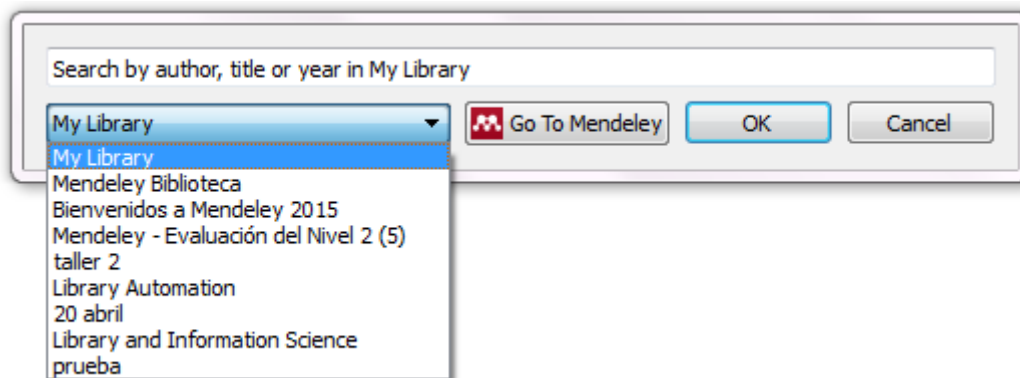 Search by author, title or year in My Library
My Library
Go To Mendeley
OK
Cancel
My Library
Mendeley Biblioteca
Bienvenidos a Mendeley 2015
Mendeley - Evaluación del Nivel 2 (5)
taller 2
Library Automation
20 abril
Library and Information Science
prueba